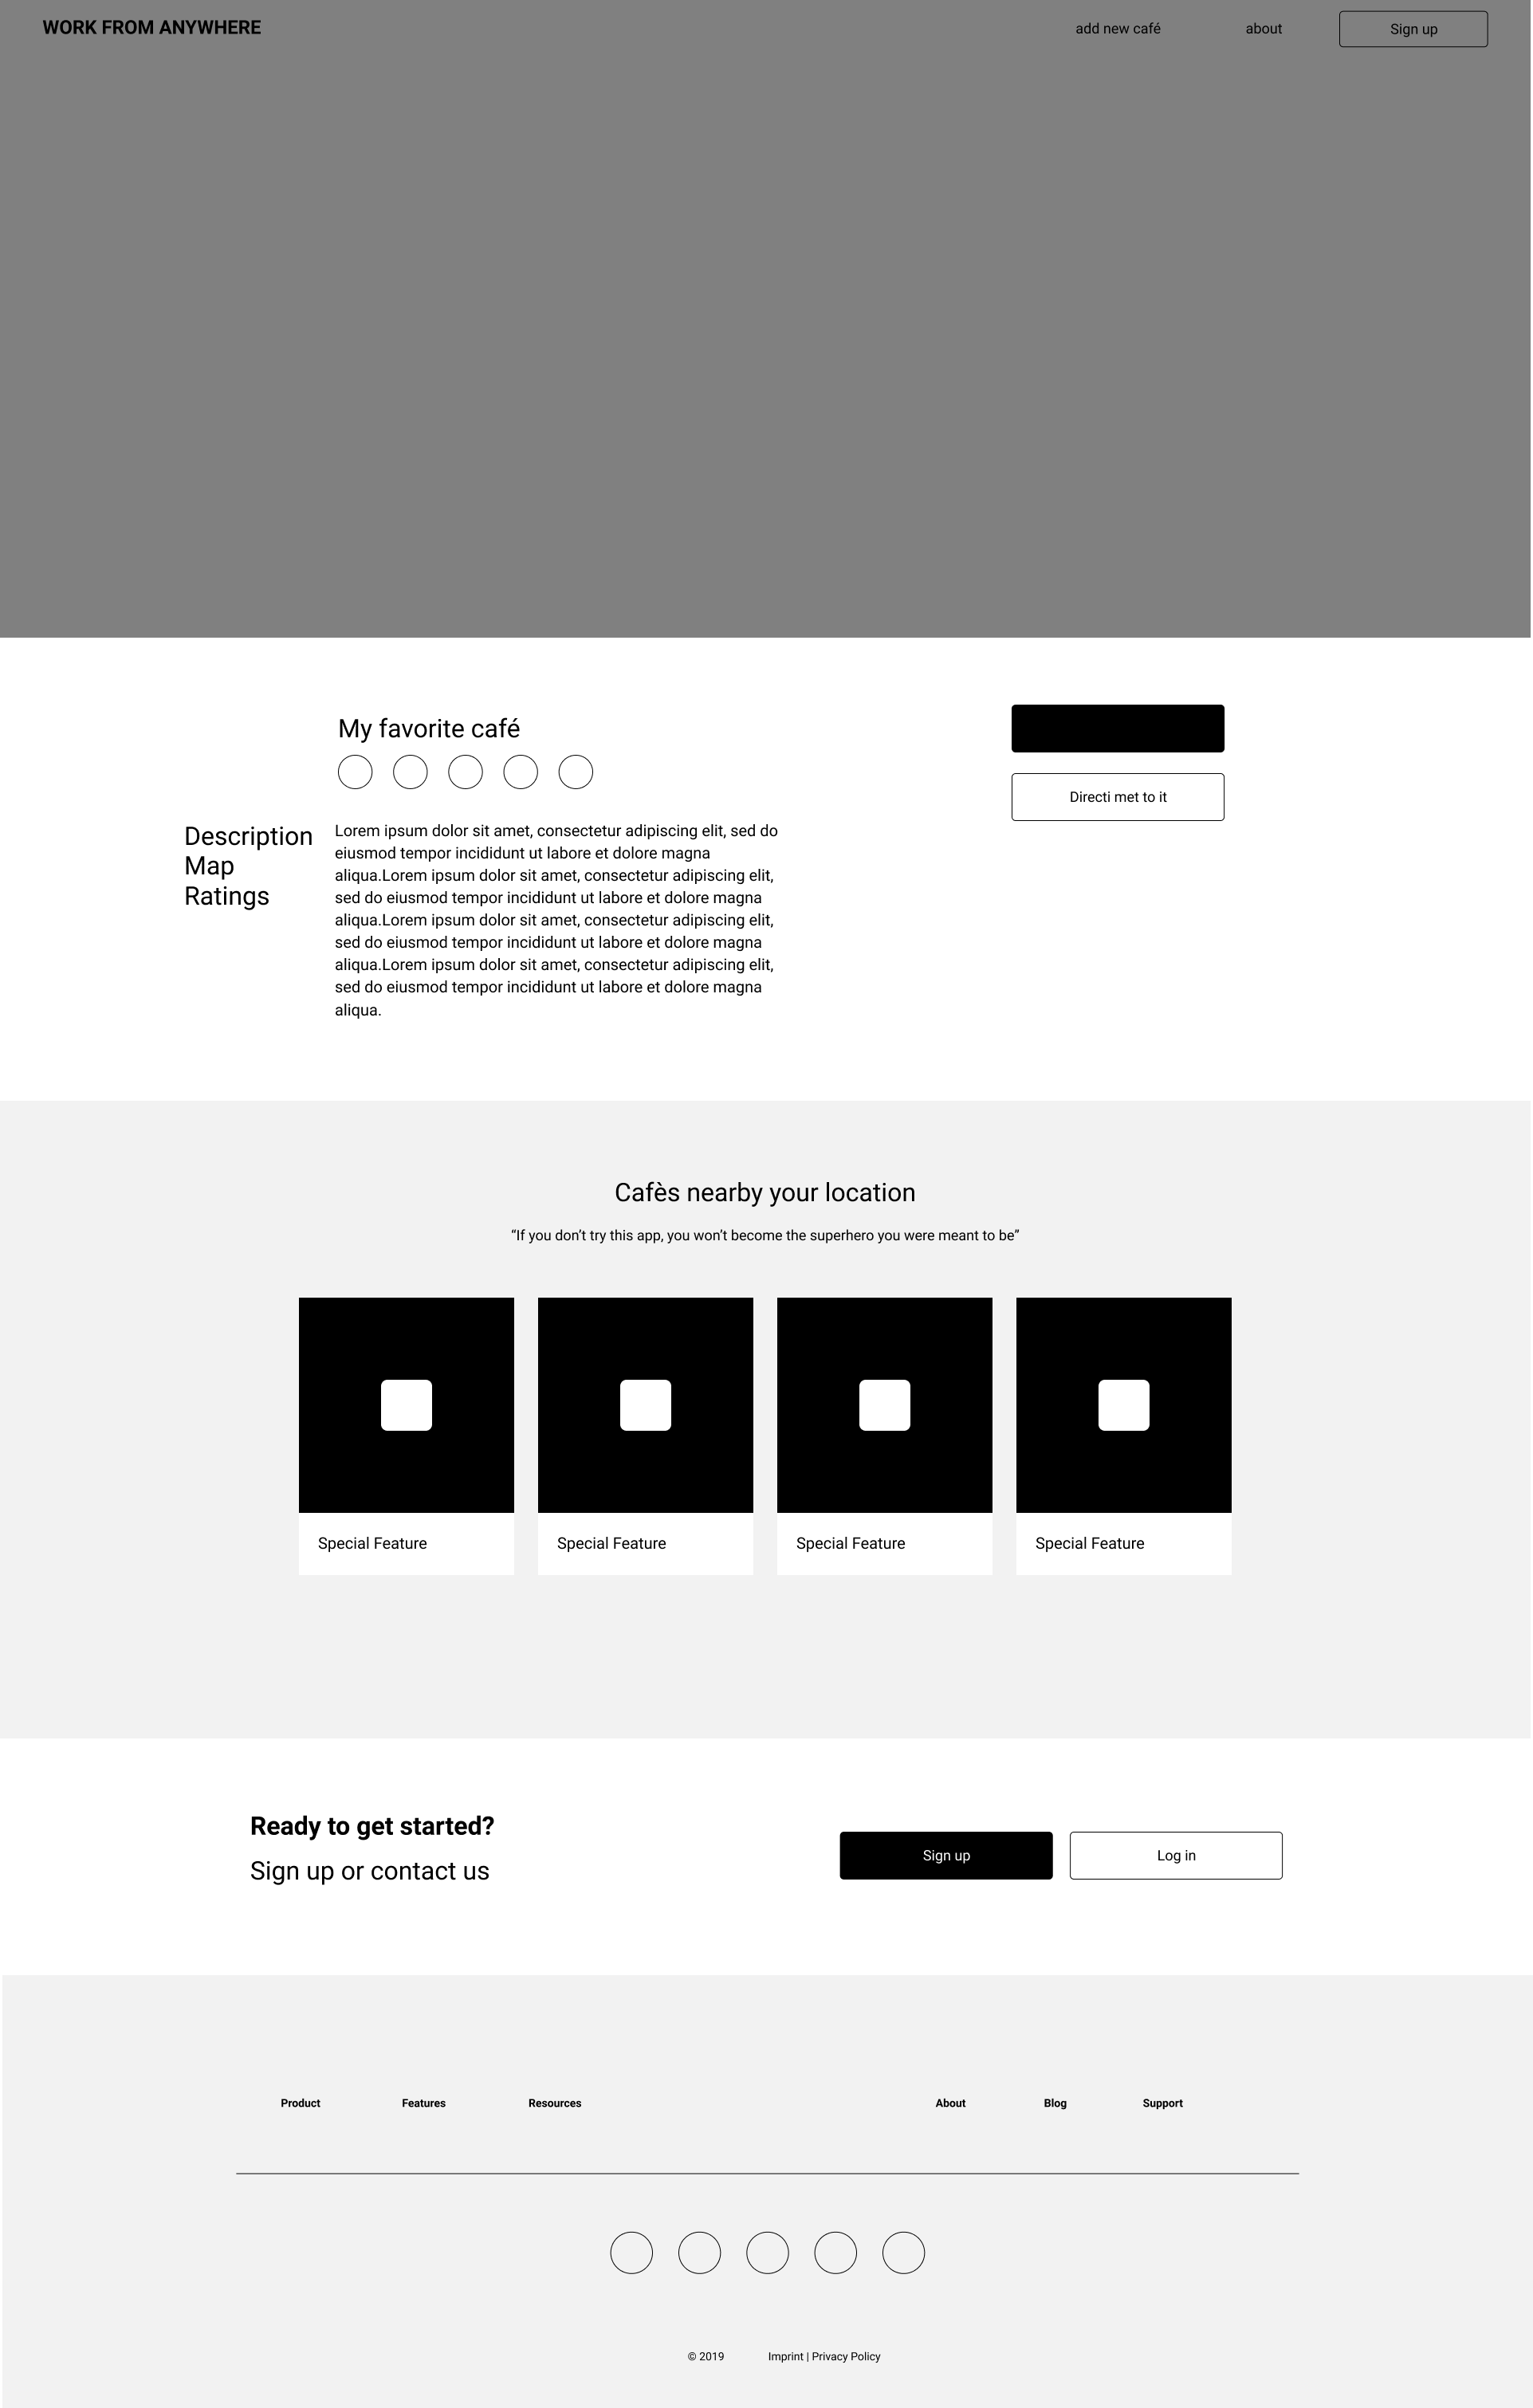 WORK FROM ANYWHERE
add new café
about
Sign up
My favorite café
Directi met to it
Description
Map
Ratings
Lorem ipsum dolor sit amet, consectetur adipiscing elit, sed do
eiusmod tempor incididunt ut labore et dolore magna
aliqua.Lorem ipsum dolor sit amet, consectetur adipiscing elit,
sed do eiusmod tempor incididunt ut labore et dolore magna
aliqua.Lorem ipsum dolor sit amet, consectetur adipiscing elit,
sed do eiusmod tempor incididunt ut labore et dolore magna
aliqua.Lorem ipsum dolor sit amet, consectetur adipiscing elit,
sed do eiusmod tempor incididunt ut labore et dolore magna
aliqua.
Cafès nearby your location
“If you don’t try this app, you won’t become the superhero you were meant to be”
Special Feature
Special Feature
Special Feature
Special Feature
Ready to get started?
Sign up or contact us
Sign up
Log in
Product
Features
Resources
About
Blog
Support
© 2019
Imprint | Privacy Policy